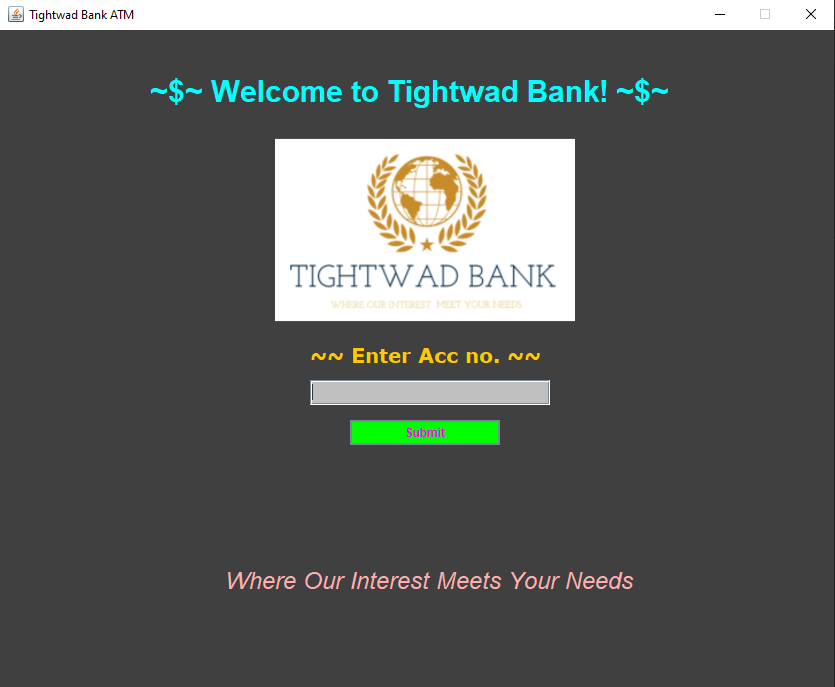 Tightwad Bank ATM
~$~ Welcome to Tightwad Bank! ~$~
TIGHTWAD BANK
WHERE OUR INTEREST MEET YOUR NEEDS
~~ Enter Acc no. ~~
Submit
Where Our Interest Meets Your Needs